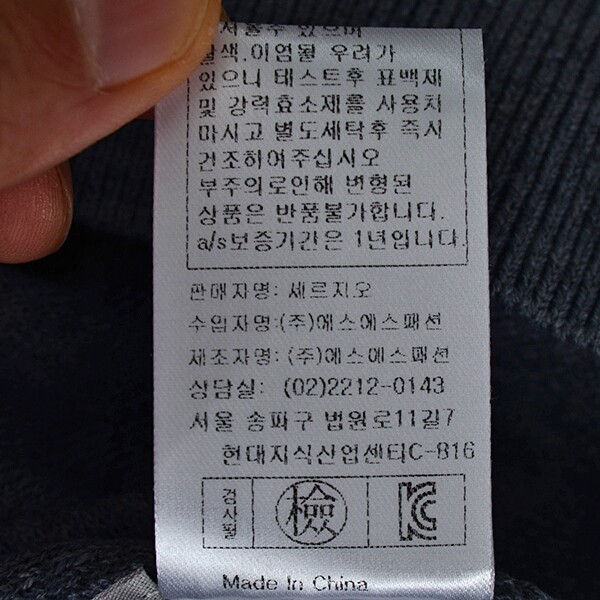 서울수 있으며
탈색.이염될 우려가
있으니 테스트후 표백제
및 강력효소제를 사용치
마시고 별도세탁후 즉시
건조하여주십시오
부주의로인해 변형된
상품은 반품불가합니다.
a/s보증기간은 1년입니다.
판매자명: 세르지오
수입자명:(주)에스에스패션
제조자명:(주)에스에스패션
상담실: (02)2212-0143
서울 송파구 법원로11길7
현대지식산업센터C-816
검사필 檢 KC
Made In China